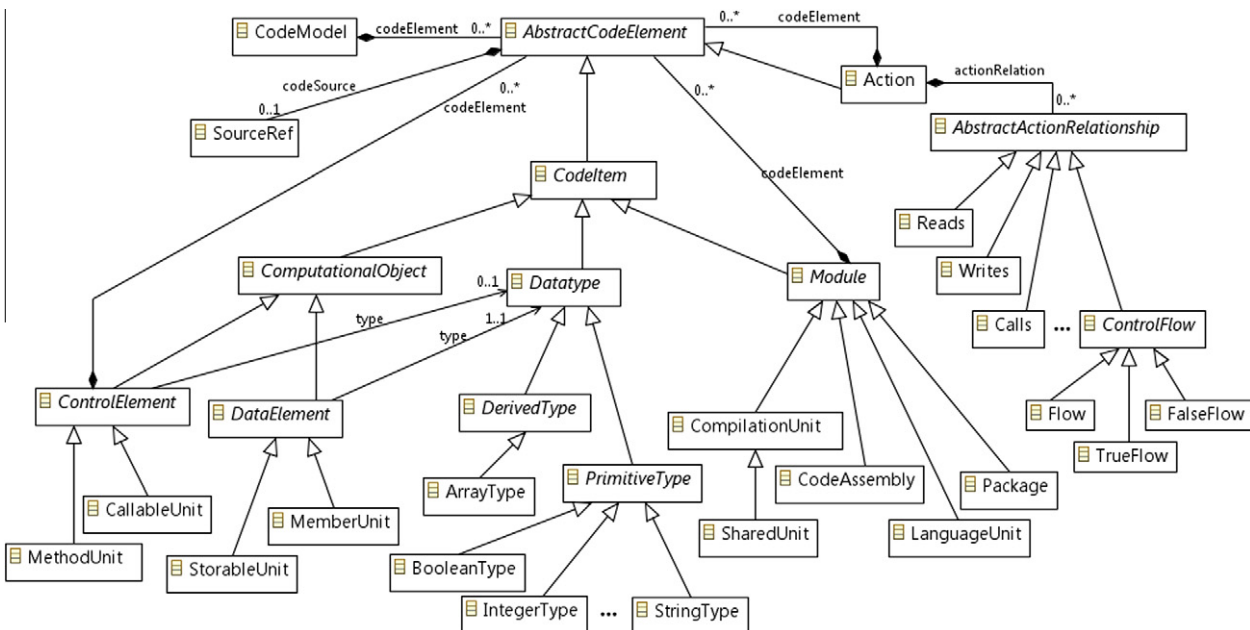 CodeModel
codeElement
0..*
AbstractCodeElement
0..*
codeElement
Action
actionRelation
0..*
codeSource
0..1
SourceRef
0..*
codeElement
0..*
AbstractActionRelationship
CodeItem
codeElement
Reads
Writes
ComputationalObject
0..1
Datatype
Module
type
1..1
type
Calls
...
ControlFlow
ControlElement
DataElement
DerivedType
CompilationUnit
Flow
FalseFlow
TrueFlow
ArrayType
PrimitiveType
CodeAssembly
Package
CallableUnit
MemberUnit
SharedUnit
LanguageUnit
MethodUnit
StorableUnit
BooleanType
IntegerType
...
StringType